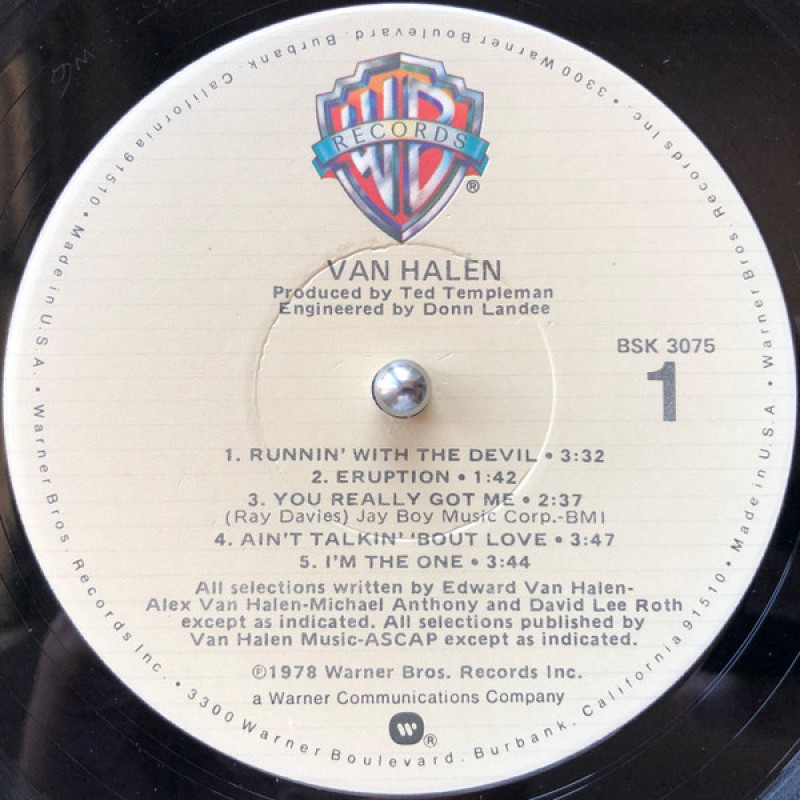 WB
RECORDS
®
VAN HALEN
Produced by Ted Templeman
Engineered by Donn Landee
BSK 3075
1
1. RUNNIN' WITH THE DEVIL • 3:32
2. ERUPTION • 1:42
3. YOU REALLY GOT ME • 2:37
(Ray Davies) Jay Boy Music Corp.-BMI
4. AIN'T TALKIN' 'BOUT LOVE • 3:47
5. I'M THE ONE • 3:44
All selections written by Edward Van Halen-
Alex Van Halen-Michael Anthony and David Lee Roth
except as indicated. All selections published by
Van Halen Music-ASCAP except as indicated.
℗1978 Warner Bros. Records Inc.
a Warner Communications Company
W®
Warner Bros. Records Inc. • 3300 Warner Boulevard. Burbank. California 91510 • Made in U.S.A. • Warner Bros. Records Inc. • 3300 Warner Boulevard. Burbank. California 91510 • Made in U.S.A. •